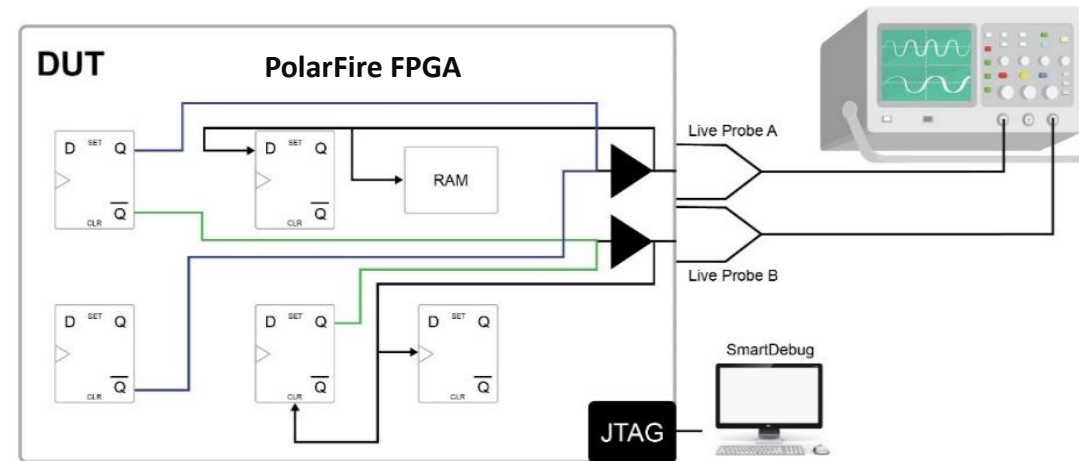 DUT
PolarFire FPGA
D SET Q
CLR Q
D SET Q
CLR Q
RAM
Live Probe A
Live Probe B
D SET Q
CLR Q
D SET Q
CLR Q
D SET Q
CLR Q
SmartDebug
JTAG